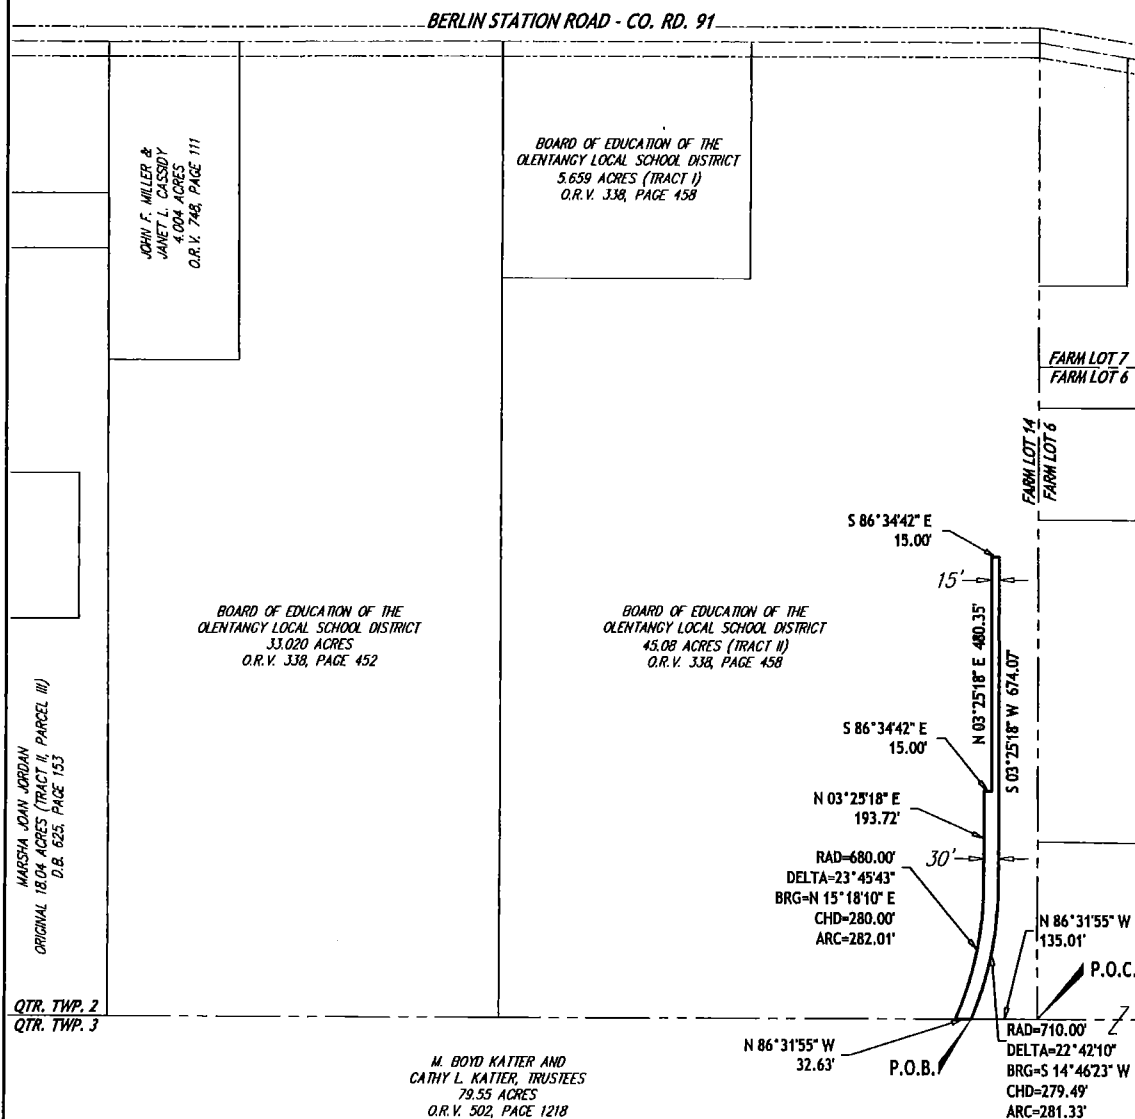 BERLIN STATION ROAD - CO. RD. 91
JOHN F. MILLER &
JANET L. CASSIDY
4.004 ACRES
O.R.V. 748, PAGE 111
BOARD OF EDUCATION OF THE
OLENTANGY LOCAL SCHOOL DISTRICT
5.659 ACRES (TRACT I)
O.R.V. 338, PAGE 458
FARM LOT 7
FARM LOT 6
FARM LOT 14
FARM LOT 6
S 86°34'42" E
15.00'
15'
N 03°25'18" E 480.35'
S 03°25'18" W 674.07'
BOARD OF EDUCATION OF THE
OLENTANGY LOCAL SCHOOL DISTRICT
33.020 ACRES
O.R.V. 338, PAGE 452
BOARD OF EDUCATION OF THE
OLENTANGY LOCAL SCHOOL DISTRICT
45.08 ACRES (TRACT II)
O.R.V. 338, PAGE 458
MARSHA JOAN JORDAN
ORIGINAL 18.04 ACRES (TRACT II, PARCEL III)
D.B. 625, PAGE 153
S 86°34'42" E
15.00'
N 03°25'18" E
193.72'
30'
RAD=680.00'
DELTA=23°45'43"
BRG=N 15°18'10" E
CHD=280.00'
ARC=282.01'
N 86°31'55" W
135.01'
P.O.C.
QTR. TWP. 2
QTR. TWP. 3
N 86°31'55" W
32.63'
P.O.B.
RAD=710.00'
DELTA=22°42'10"
BRG=S 14°46'23" W
CHD=279.49'
ARC=281.33'
M. BOYD KATTER AND
CATHY L. KATTER, TRUSTEES
79.55 ACRES
O.R.V. 502, PAGE 1218